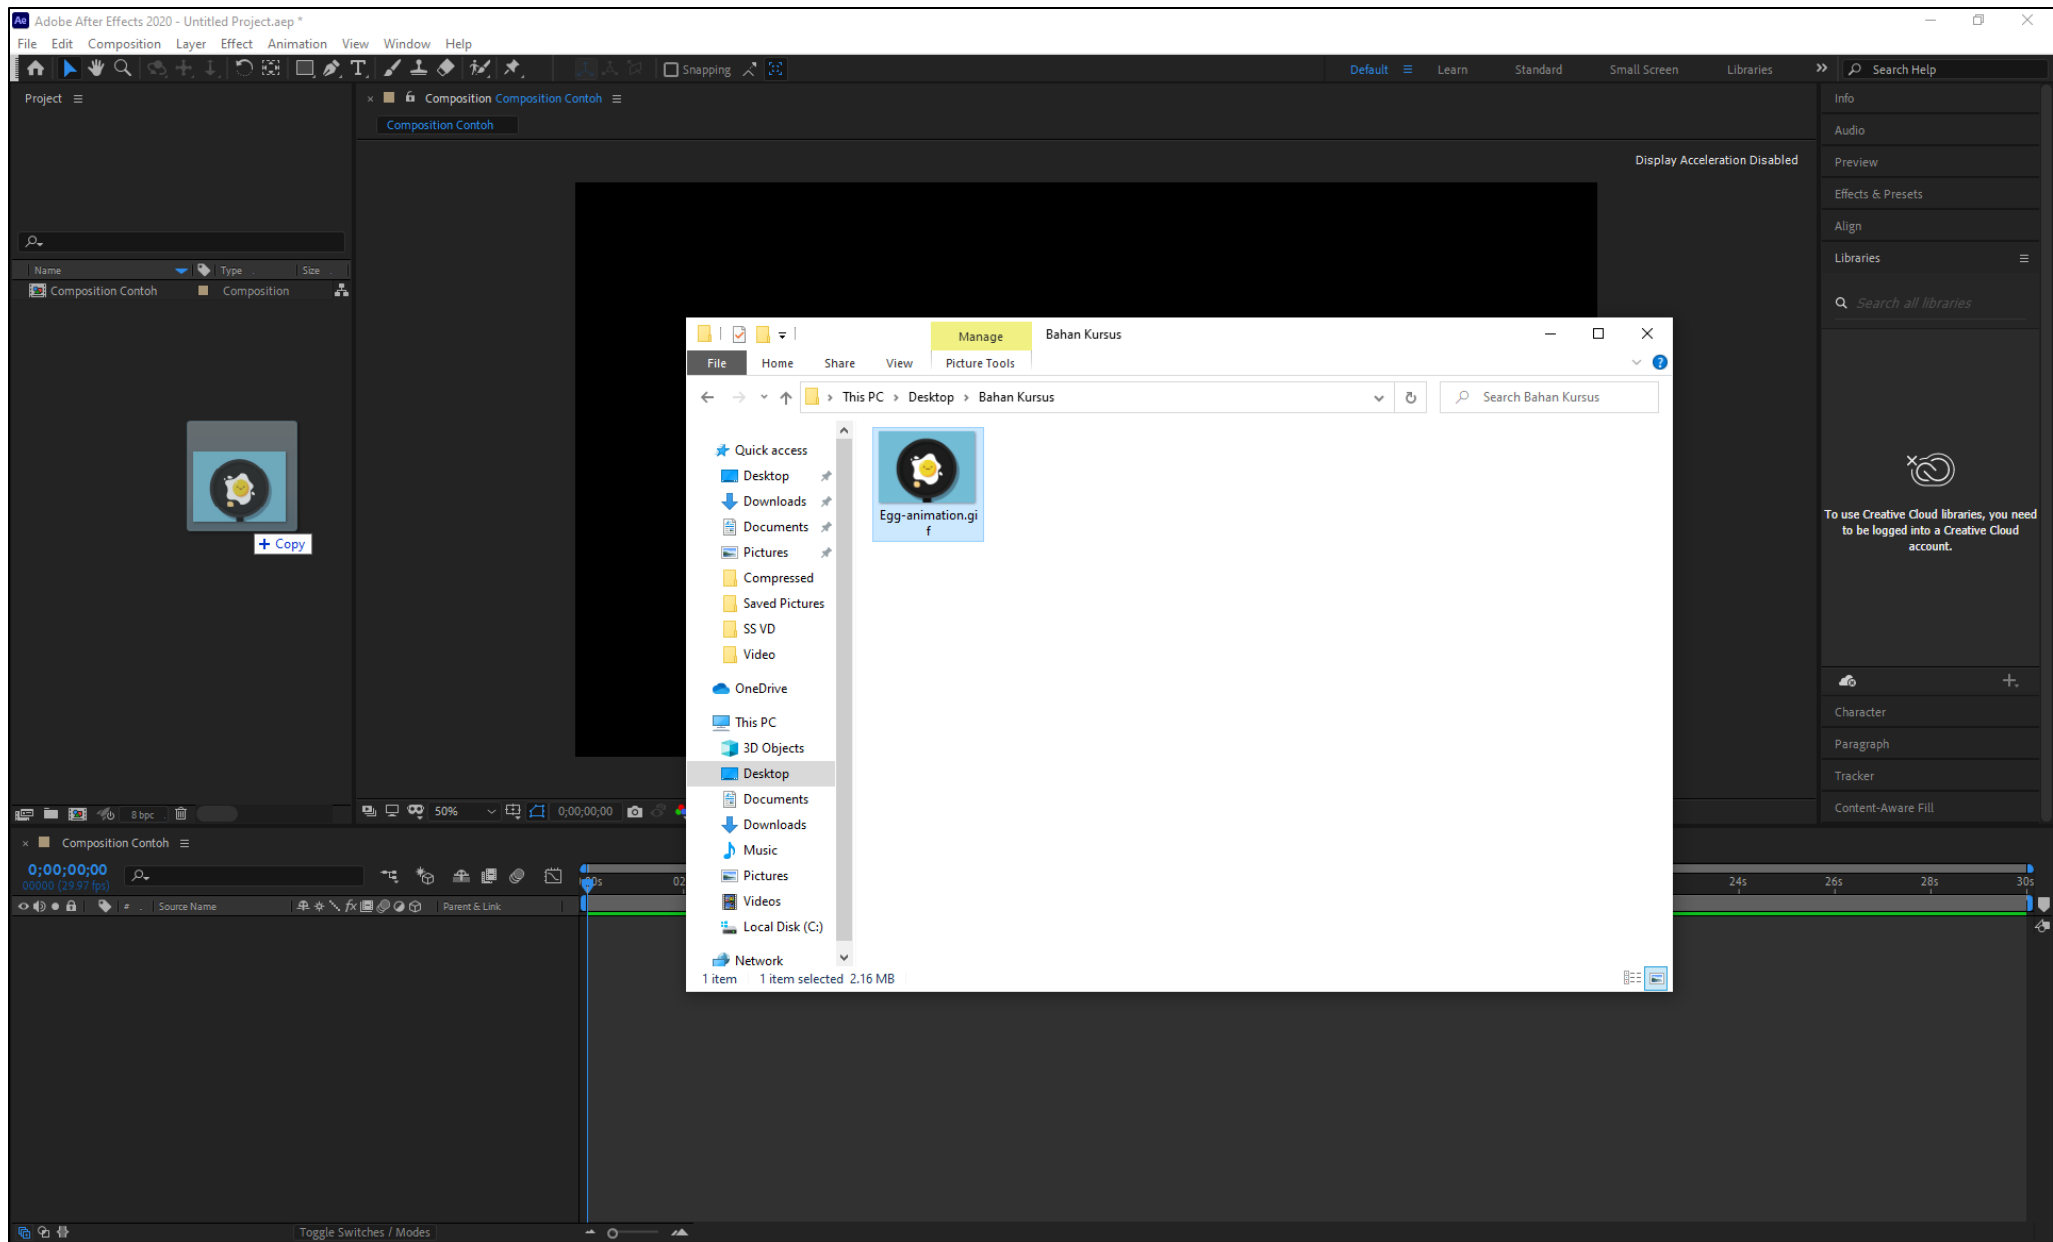 Ae Adobe After Effects 2020 - Untitled Project.aep *
File Edit Composition Layer Effect Animation View Window Help
Snapping
Default Learn Standard Small Screen Libraries Search Help
Project
Composition Composition Contoh
Composition Contoh
Info
Audio
Display Acceleration Disabled
Preview
Effects & Presets
Align
Libraries
Search all libraries
Name Type Size
Composition Contoh Composition
Manage Bahan Kursus
File Home Share View Picture Tools
This PC > Desktop > Bahan Kursus
Search Bahan Kursus
Quick access
Desktop
Downloads
Documents
Pictures
Compressed
Saved Pictures
SS VD
Video
OneDrive
This PC
3D Objects
Desktop
Documents
Downloads
Music
Pictures
Videos
Local Disk (C:)
Network
1 item 1 item selected 2.16 MB
Egg-animation.gi
f
+ Copy
To use Creative Cloud libraries, you need
to be logged into a Creative Cloud
account.
Character
Paragraph
Tracker
Content-Aware Fill
8 bpc
50% 0;00;00;00
Composition Contoh
0;00;00;00
00000 (29.97 fps)
02
24s 26s 28s 30s
# Source Name Parent & Link
Toggle Switches / Modes